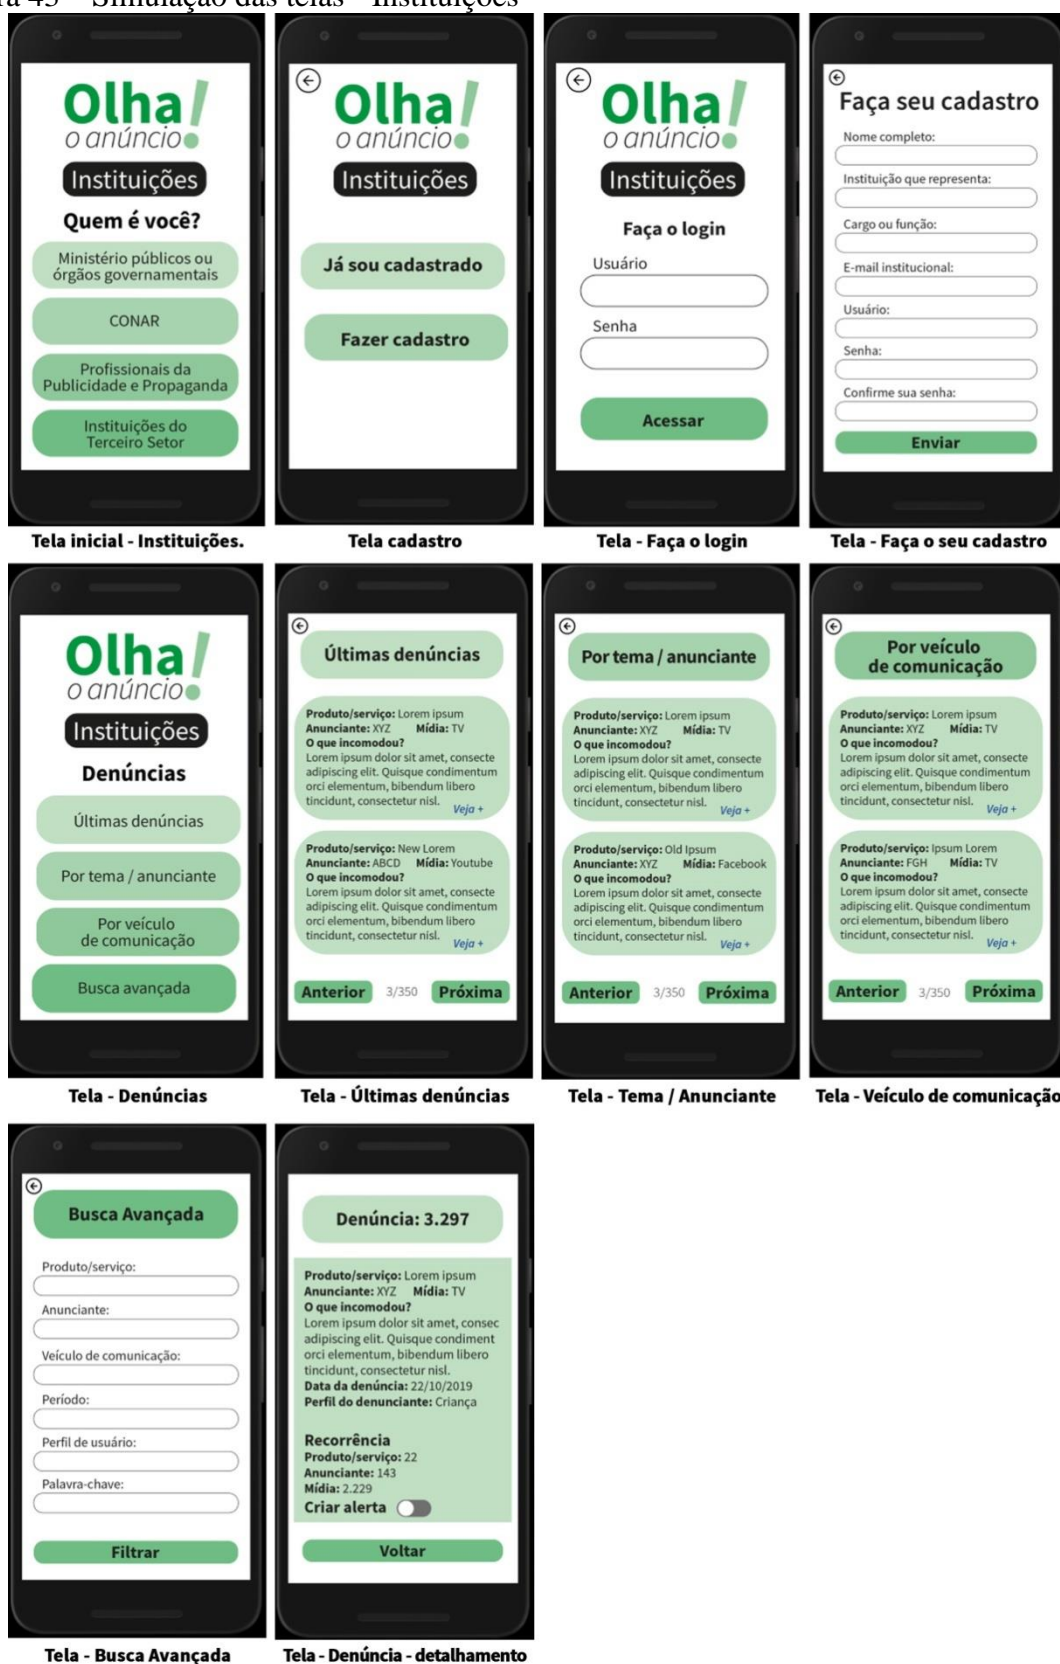 Simulação das telas - Instituições
Olha!
o anúncio
Instituições
Quem é você?
Ministério públicos ou
órgãos governamentais
CONAR
Profissionais da
Publicidade e Propaganda
Instituições do
Terceiro Setor
Tela inicial - Instituições.
Olha!
o anúncio
Instituições
Já sou cadastrado
Fazer cadastro
Tela cadastro
Olha!
o anúncio
Instituições
Faça o login
Usuário
Senha
Acessar
Tela - Faça o login
Faça seu cadastro
Nome completo:
Instituição que representa:
Cargo ou função:
E-mail institucional:
Usuário:
Senha:
Confirme sua senha:
Enviar
Tela - Faça o seu cadastro
Olha!
o anúncio
Instituições
Denúncias
Últimas denúncias
Por tema / anunciante
Por veículo
de comunicação
Busca avançada
Tela - Denúncias
Últimas denúncias
Produto/serviço: Lorem ipsum
Anunciante: XYZ Mídia: TV
O que incomodou?
Lorem ipsum dolor sit amet, consecte
adipiscing elit. Quisque condimentum
orci elementum, bibendum libero
tincidunt, consectetur nisl.
Veja +
Produto/serviço: New Lorem
Anunciante: ABCD Mídia: Youtube
O que incomodou?
Lorem ipsum dolor sit amet, consecte
adipiscing elit. Quisque condimentum
orci elementum, bibendum libero
tincidunt, consectetur nisl.
Veja +
Anterior 3/350 Próxima
Tela - Últimas denúncias
Por tema / anunciante
Produto/serviço: Lorem ipsum
Anunciante: XYZ Mídia: TV
O que incomodou?
Lorem ipsum dolor sit amet, consecte
adipiscing elit. Quisque condimentum
orci elementum, bibendum libero
tincidunt, consectetur nisl.
Veja +
Produto/serviço: Old Ipsum
Anunciante: XYZ Mídia: Facebook
O que incomodou?
Lorem ipsum dolor sit amet, consecte
adipiscing elit. Quisque condimentum
orci elementum, bibendum libero
tincidunt, consectetur nisl.
Veja +
Anterior 3/350 Próxima
Tela - Tema / Anunciante
Por veículo
de comunicação
Produto/serviço: Lorem ipsum
Anunciante: XYZ Mídia: TV
O que incomodou?
Lorem ipsum dolor sit amet, consecte
adipiscing elit. Quisque condimentum
orci elementum, bibendum libero
tincidunt, consectetur nisl.
Veja +
Produto/serviço: Ipsum Lorem
Anunciante: FGH Mídia: TV
O que incomodou?
Lorem ipsum dolor sit amet, consecte
adipiscing elit. Quisque condimentum
orci elementum, bibendum libero
tincidunt, consectetur nisl.
Veja +
Anterior 3/350 Próxima
Tela - Veículo de comunicação
Busca Avançada
Produto/serviço:
Anunciante:
Veículo de comunicação:
Período:
Perfil de usuário:
Palavra-chave:
Filtrar
Tela - Busca Avançada
Denúncia: 3.297
Produto/serviço: Lorem ipsum
Anunciante: XYZ Mídia: TV
O que incomodou?
Lorem ipsum dolor sit amet, consec
adipiscing elit. Quisque condiment
orci elementum, bibendum libero
tincidunt, consectetur nisl.
Data da denúncia: 22/10/2019
Perfil do denunciante: Criança
Recorrência
Produto/serviço: 22
Anunciante: 143
Mídia: 2.229
Criar alerta
Voltar
Tela - Denúncia - detalhamento